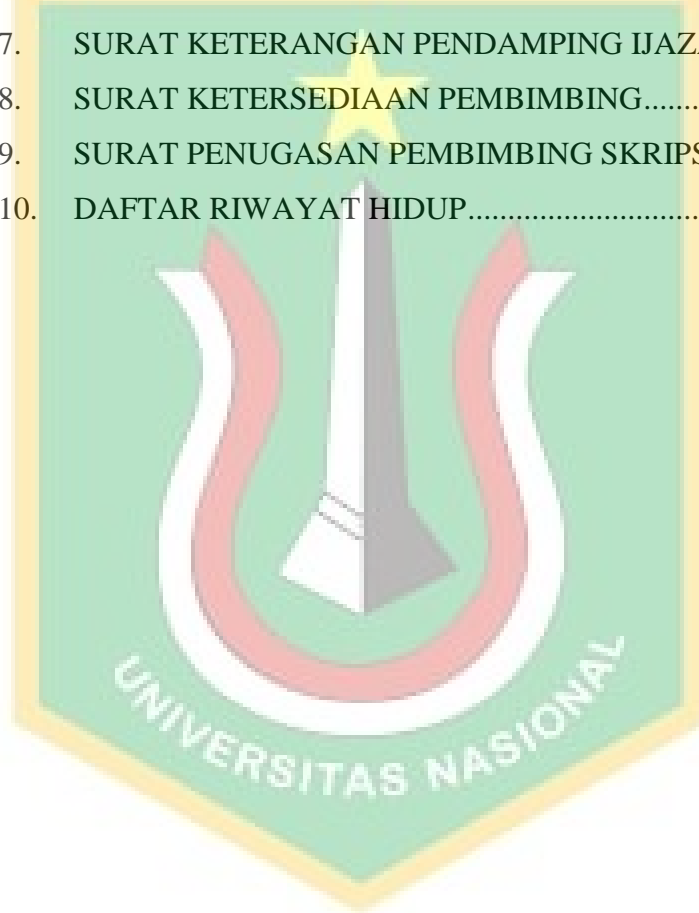 7. SURAT KETERANGAN PENDAMPING IJAZ
8. SURAT KETERSEDIAAN PEMBIMBING.......
9. SURAT PENUGASAN PEMBIMBING SKRIPS
10. DAFTAR RIWAYAT HIDUP.............................
UNIVERSITAS NASIONAL